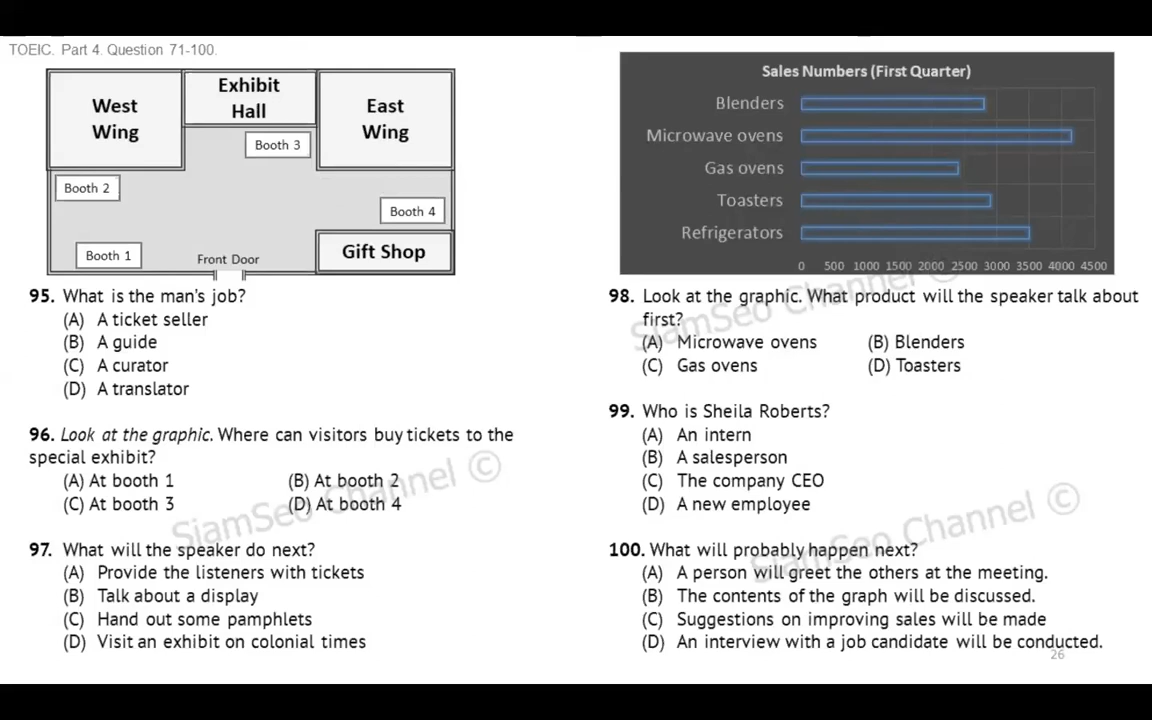 TOEIC. Part 4. Question 71-100.
West
Wing
Exhibit
Hall
East
Wing
Booth 3
Booth 2
Booth 4
Booth 1
Front Door
Gift Shop
95. What is the man's job?
(A) A ticket seller
(B) A guide
(C) A curator
(D) A translator
96. Look at the graphic. Where can visitors buy tickets to the
special exhibit?
(A) At booth 1 (B) At booth 2
(C) At booth 3 (D) At booth 4
97. What will the speaker do next?
(A) Provide the listeners with tickets
(B) Talk about a display
(C) Hand out some pamphlets
(D) Visit an exhibit on colonial times
SiamSeo Channel ©
Sales Numbers (First Quarter)
Blenders
Microwave ovens
Gas ovens
Toasters
Refrigerators
0 500 1000 1500 2000 2500 3000 3500 4000 4500
98. Look at the graphic. What product will the speaker talk about
first?
(A) Microwave ovens (B) Blenders
(C) Gas ovens (D) Toasters
SiamSeo Channel ©
99. Who is Sheila Roberts?
(A) An intern
(B) A salesperson
(C) The company CEO
(D) A new employee
100. What will probably happen next?
(A) A person will greet the others at the meeting.
(B) The contents of the graph will be discussed.
(C) Suggestions on improving sales will be made
(D) An interview with a job candidate will be conducted.
SiamSeo Channel ©
26